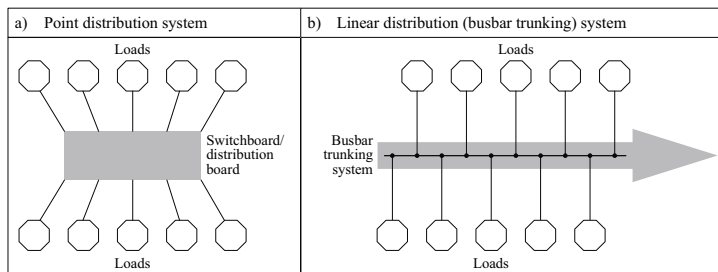 a) Point distribution system
Loads
Switchboard/
distribution
board
Loads
b) Linear distribution (busbar trunking) system
Loads
Busbar
trunking
system
Loads